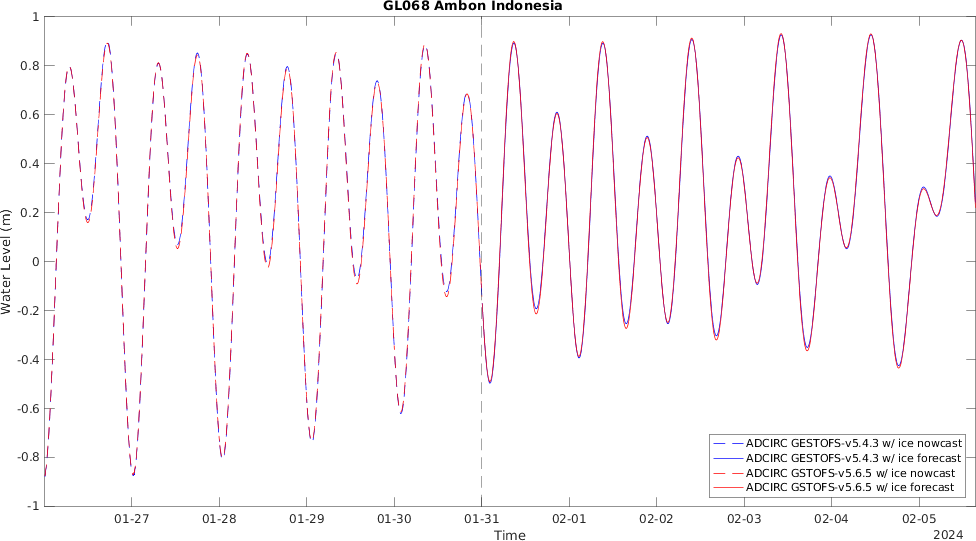 GL068 Ambon Indonesia
1
0.8
0.6
0.4
0.2
0
-0.2
-0.4
-0.6
-0.8
-1
Water Level (m)
ADCIRC GESTOFS-v5.4.3 w/ ice nowcast
ADCIRC GESTOFS-v5.4.3 w/ ice forecast
ADCIRC GSTOFS-v5.6.5 w/ ice nowcast
ADCIRC GSTOFS-v5.6.5 w/ ice forecast
01-27 01-28 01-29 01-30 01-31 02-01 02-02 02-03 02-04 02-05
Time
2024